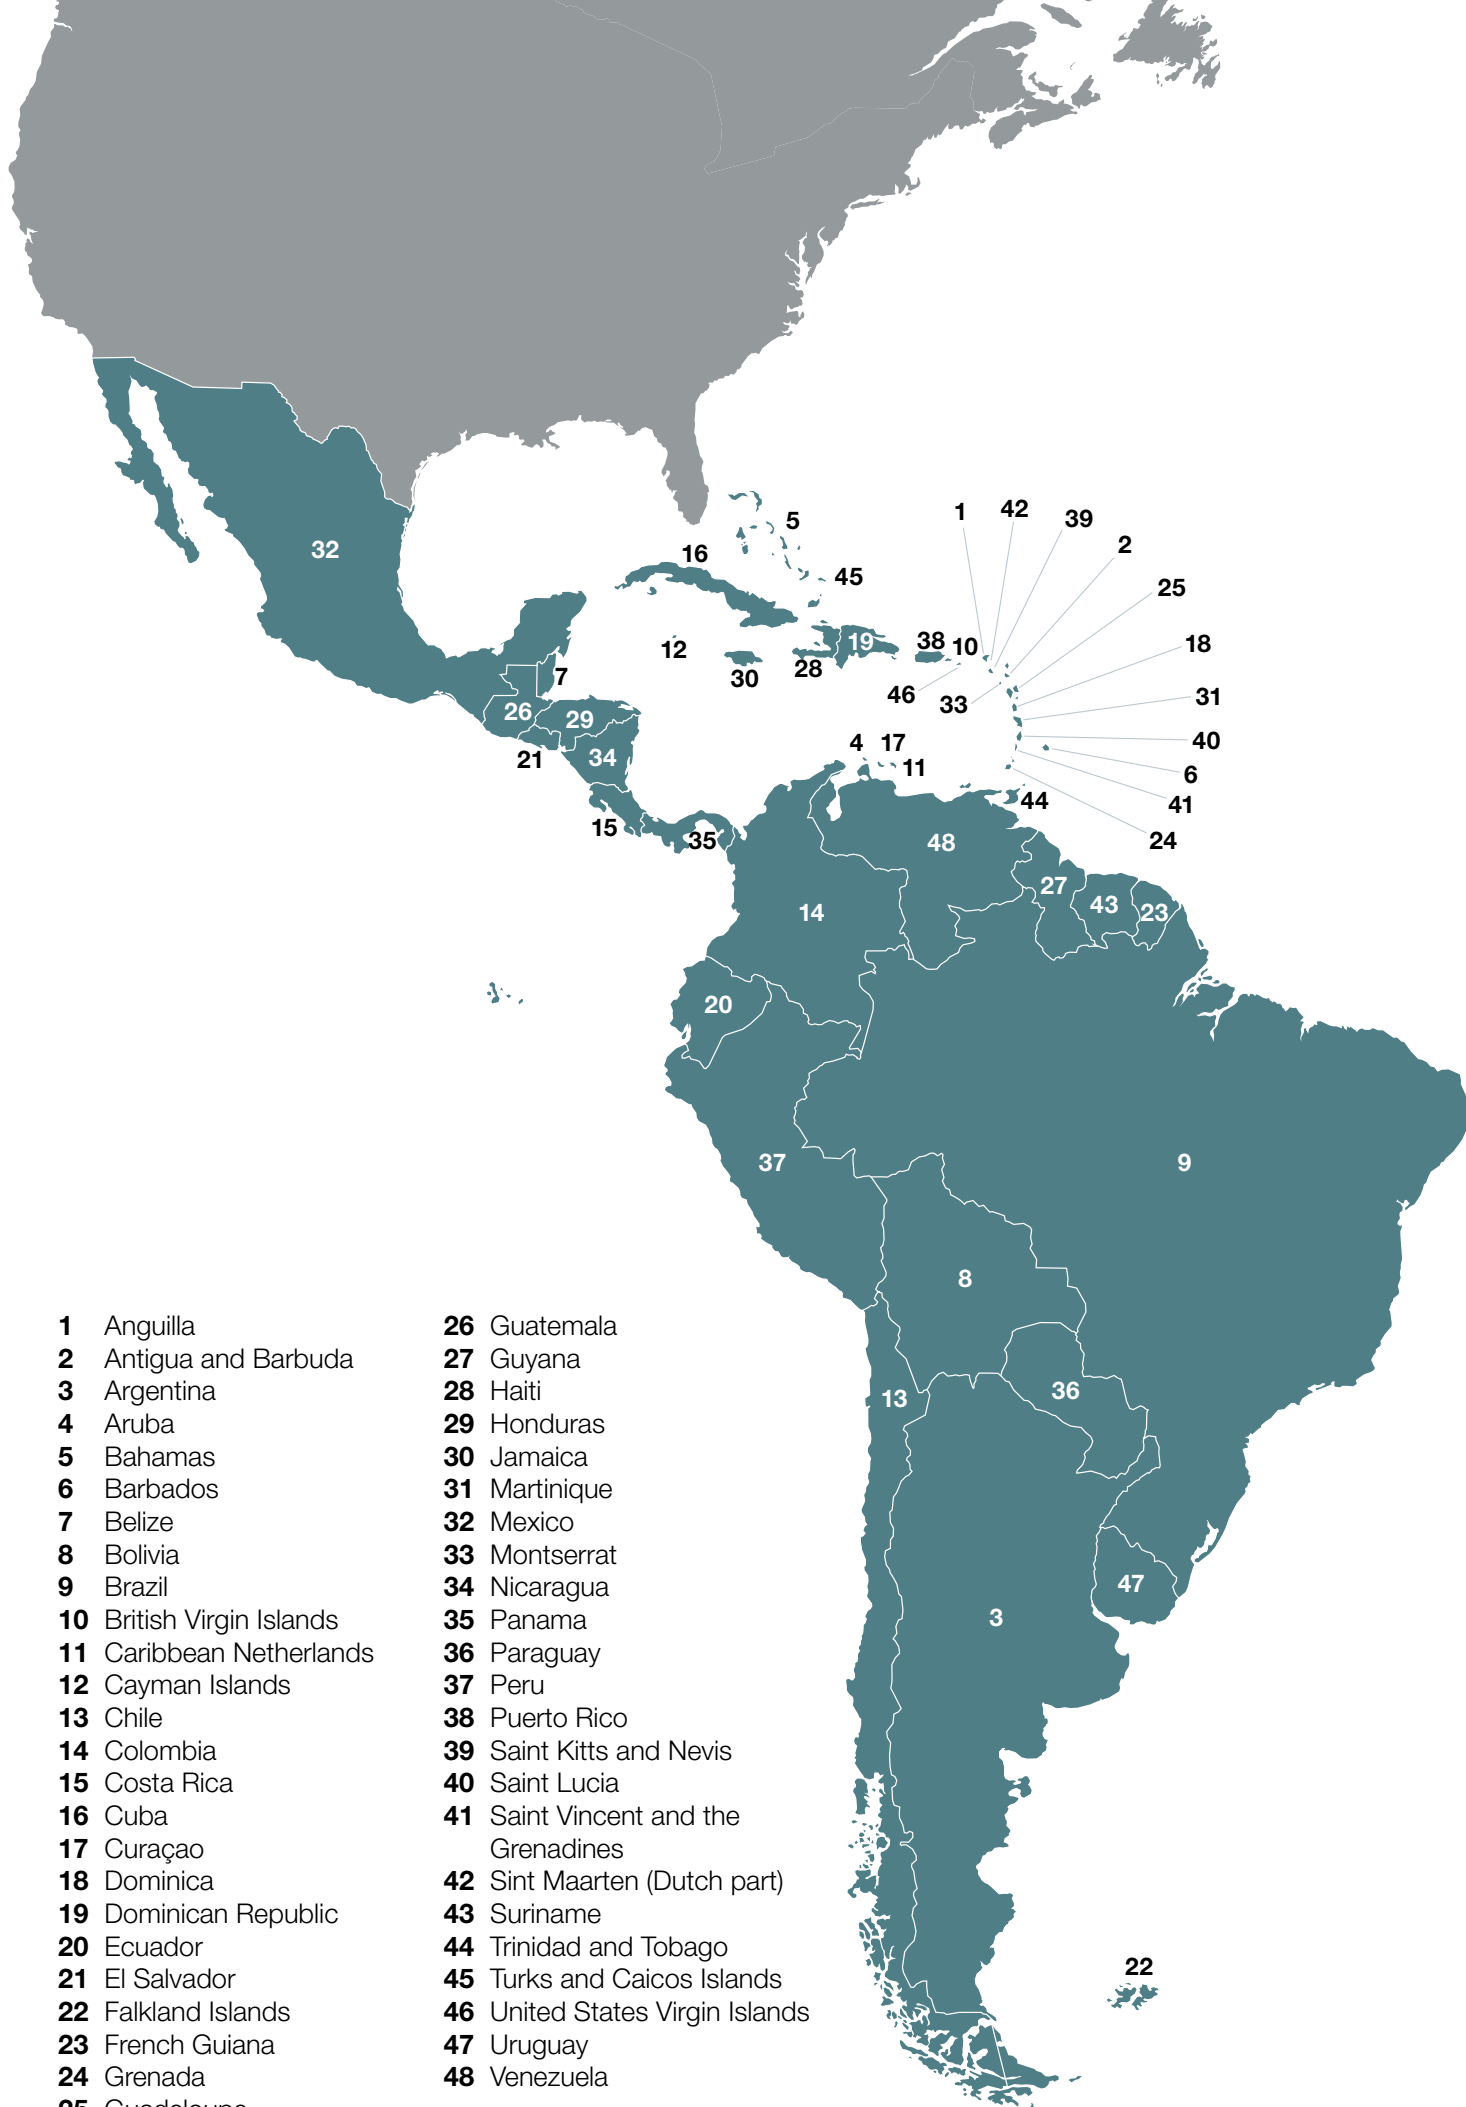 1
42
39
2
5
16
25
45
32
18
19
38
10
12
28
7
30
46
31
33
26
29
4
17
40
21
34
11
6
44
41
15
35
24
48
27
43
23
14
20
37
9
8
13
36
47
3
22
1 Anguilla
2 Antigua and Barbuda
3 Argentina
4 Aruba
5 Bahamas
6 Barbados
7 Belize
8 Bolivia
9 Brazil
10 British Virgin Islands
11 Caribbean Netherlands
12 Cayman Islands
13 Chile
14 Colombia
15 Costa Rica
16 Cuba
17 Curaçao
18 Dominica
19 Dominican Republic
20 Ecuador
21 El Salvador
22 Falkland Islands
23 French Guiana
24 Grenada
25 Guadeloupe
26 Guatemala
27 Guyana
28 Haiti
29 Honduras
30 Jamaica
31 Martinique
32 Mexico
33 Montserrat
34 Nicaragua
35 Panama
36 Paraguay
37 Peru
38 Puerto Rico
39 Saint Kitts and Nevis
40 Saint Lucia
41 Saint Vincent and the
Grenadines
42 Sint Maarten (Dutch part)
43 Suriname
44 Trinidad and Tobago
45 Turks and Caicos Islands
46 United States Virgin Islands
47 Uruguay
48 Venezuela